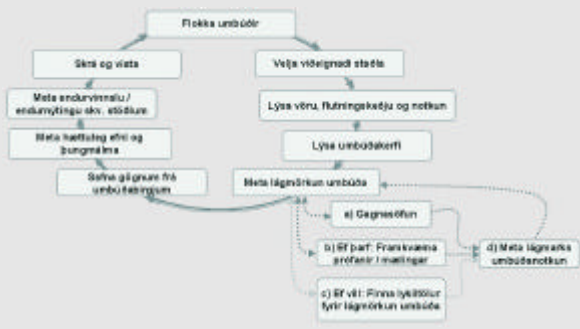 Flokka umbúðir
Skrá og vista
Velja viðeigandi staðla
Meta endurvinnslu /
endurnýtingu skv. stöðlum
Lýsa vöru, flutningskeðju og notkun
Meta hættuleg efni og
þungmálma
Lýsa umbúðakerfi
Safna gögnum frá
umbúðabirgjum
Meta lágmörkun umbúða
a) Gagnasöfun
b) Ef þarf: Framkvæma
prófanir / mælingar
d) Meta lágmarks
umbúðanotkun
c) Ef vill: Finna lykiltölur
fyrir lágmörkun umbúða